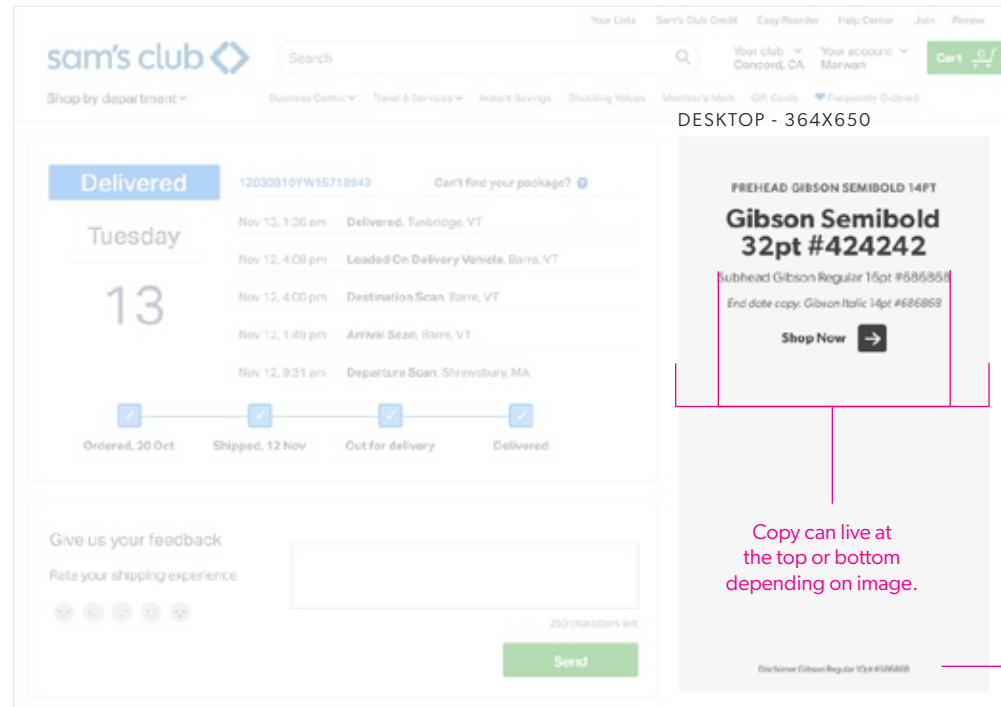 Your Lists Sam's Club Credit Easy Reorder Help Center Join Renew
sam's club
Search
Your club
Concord, CA
Your account
Marwan
Cart 0
Shop by department
Business Center Travel & Services Instant Savings Shocking Values Member's Mark Gift Cards Frequently Ordered
DESKTOP - 364X650
Delivered
Tuesday
13
12030810YW15718943 Can't find your package?
Nov 12, 1:36 am Delivered, Tunbridge, VT
Nov 12, 4:08 pm Loaded On Delivery Vehicle, Barre, VT
Nov 12, 4:00 pm Destination Scan, Barre, VT
Nov 12, 1:49 pm Arrival Scan, Barre, VT
Nov 12, 9:31 am Departure Scan, Shrewsbury, MA
Ordered, 20 Oct Shipped, 12 Nov Out for delivery Delivered
PREHEAD GIBSON SEMIBOLD 14PT
Gibson Semibold
32pt #424242
Subhead Gibson Regular 16pt #686868
End date copy. Gibson Italic 14pt #686868
Shop Now
Copy can live at
the top or bottom
depending on image.
Disclaimer Gibson Regular 10pt #686868
Give us your feedback
Rate your shipping experience
250 characters left
Send